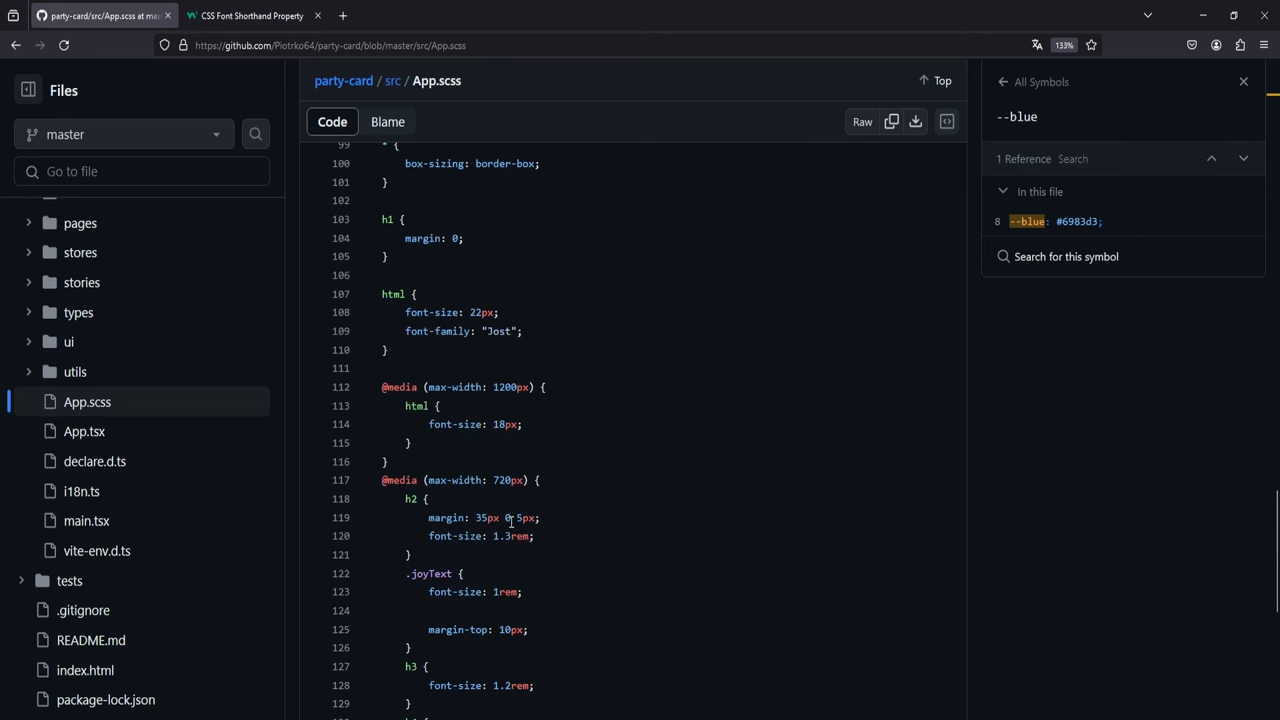 party-card/src/App.scss at mas
CSS Font Shorthand Property
https://github.com/Piotrko64/party-card/blob/master/src/App.scss
133%
Files
master
Go to file
pages
stores
stories
types
ui
utils
App.scss
App.tsx
declare.d.ts
i18n.ts
main.tsx
vite-env.d.ts
tests
.gitignore
README.md
index.html
package-lock.json
party-card / src / App.scss
Top
Code
Blame
Raw
99 * {
100 box-sizing: border-box;
101 }
102
103 h1 {
104 margin: 0;
105 }
106
107 html {
108 font-size: 22px;
109 font-family: "Jost";
110 }
111
112 @media (max-width: 1200px) {
113 html {
114 font-size: 18px;
115 }
116 }
117 @media (max-width: 720px) {
118 h2 {
119 margin: 35px 0 5px;
120 font-size: 1.3rem;
121 }
122 .joyText {
123 font-size: 1rem;
124
125 margin-top: 10px;
126 }
127 h3 {
128 font-size: 1.2rem;
129 }
All Symbols
--blue
1 Reference Search
In this file
8 --blue: #6983d3;
Search for this symbol